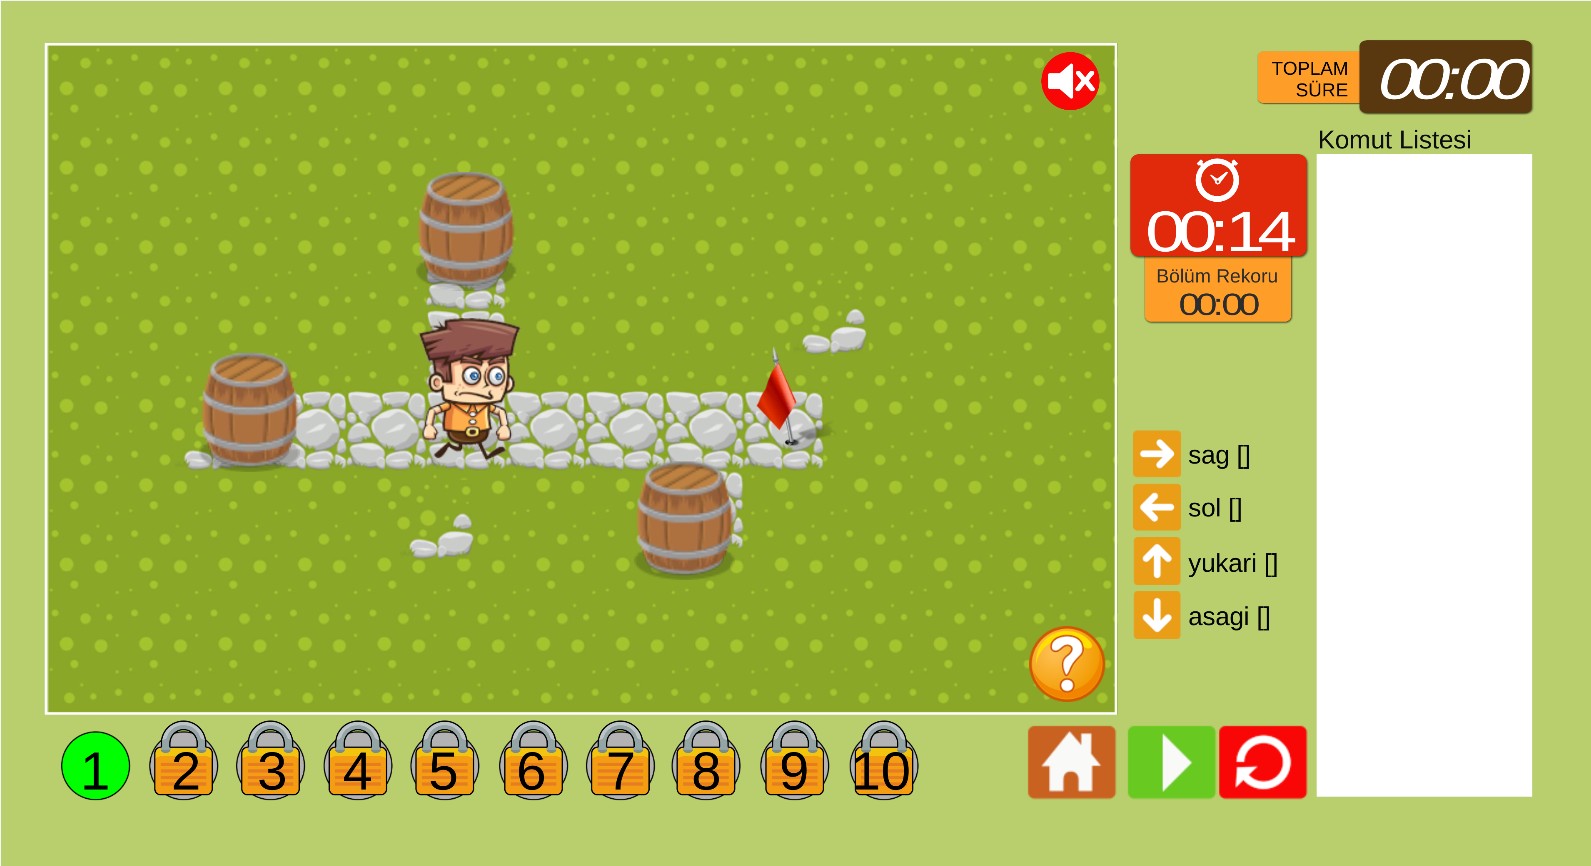 TOPLAM
SÜRE
00:00
Komut Listesi
00:14
Bölüm Rekoru
00:00
sag []
sol []
yukari []
asagi []
?
1 2 3 4 5 6 7 8 9 10